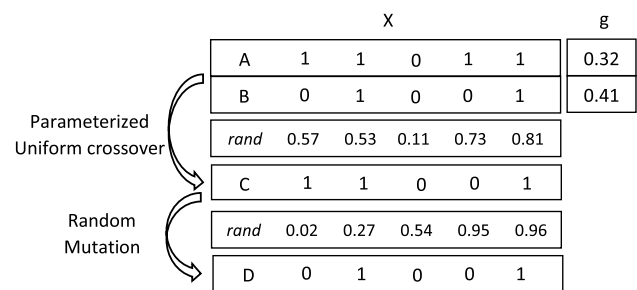 X g
A 1 1 0 1 1 0.32
B 0 1 0 0 1 0.41
Parameterized
Uniform crossover
rand 0.57 0.53 0.11 0.73 0.81
C 1 1 0 0 1
Random
Mutation
rand 0.02 0.27 0.54 0.95 0.96
D 0 1 0 0 1